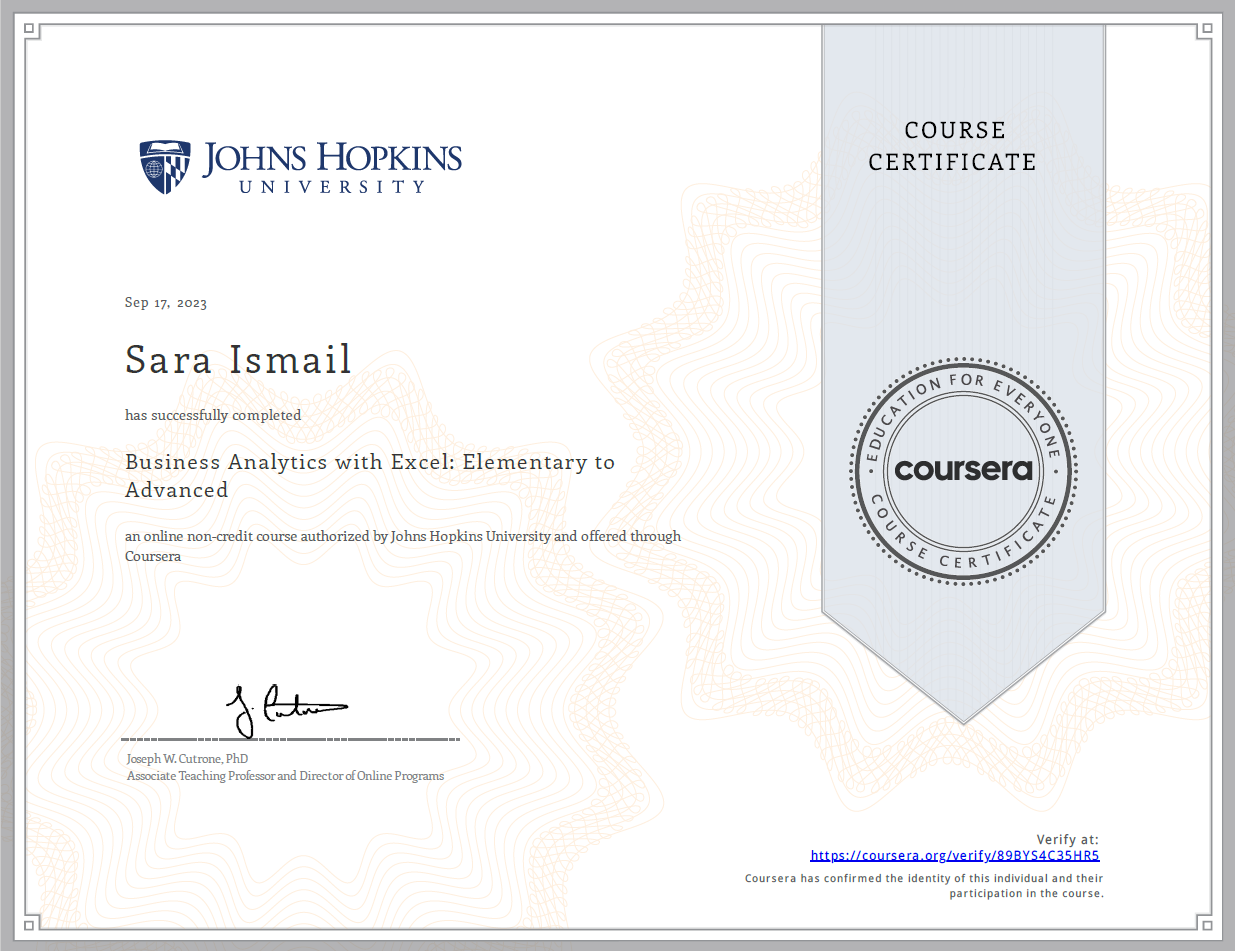 JOHNS HOPKINS
UNIVERSITY
COURSE
CERTIFICATE
Sep 17, 2023
Sara Ismail
has successfully completed
Business Analytics with Excel: Elementary to
Advanced
an online non-credit course authorized by Johns Hopkins University and offered through
Coursera
EDUCATION FOR EVERYONE
coursera
COURSE CERTIFICATE
J. Cutrone
Joseph W. Cutrone, PhD
Associate Teaching Professor and Director of Online Programs
Verify at:
https://coursera.org/verify/89BYS4C35HR5
Coursera has confirmed the identity of this individual and their
participation in the course.